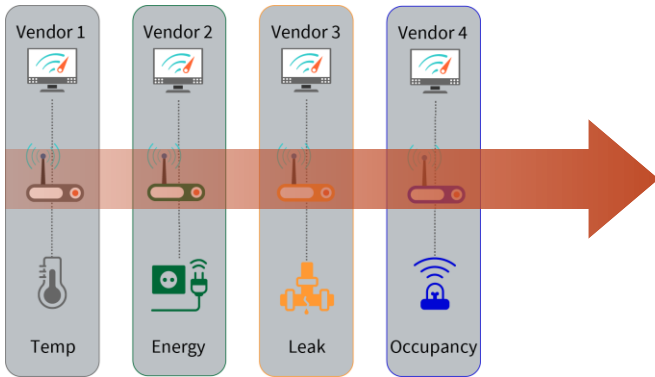 Vendor 1
Vendor 2
Vendor 3
Vendor 4
Temp
Energy
Leak
Occupancy